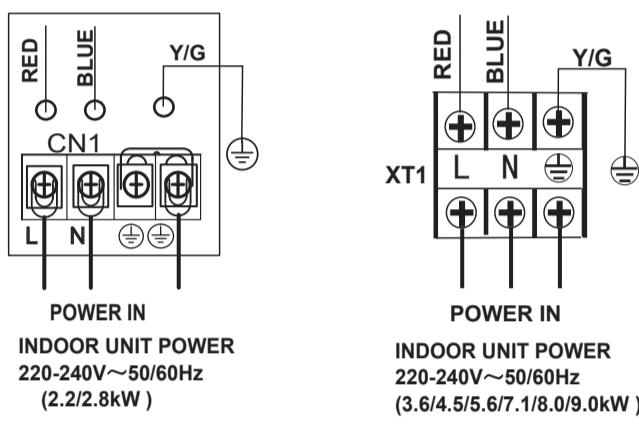 RED
BLUE
Y/G
CN1
L N
POWER IN
INDOOR UNIT POWER
220-240V～50/60Hz
(2.2/2.8kW )
RED
BLUE
Y/G
XT1
L N
POWER IN
INDOOR UNIT POWER
220-240V～50/60Hz
(3.6/4.5/5.6/7.1/8.0/9.0kW )